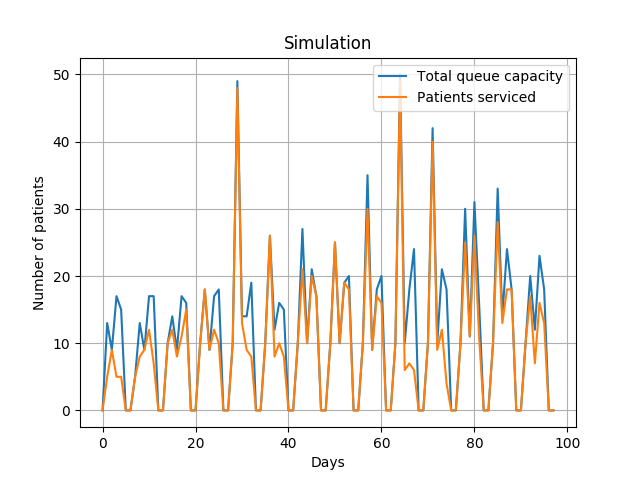 Simulation
Total queue capacity
Patients serviced
50
40
30
20
10
0
Number of patients
0 20 40 60 80 100
Days